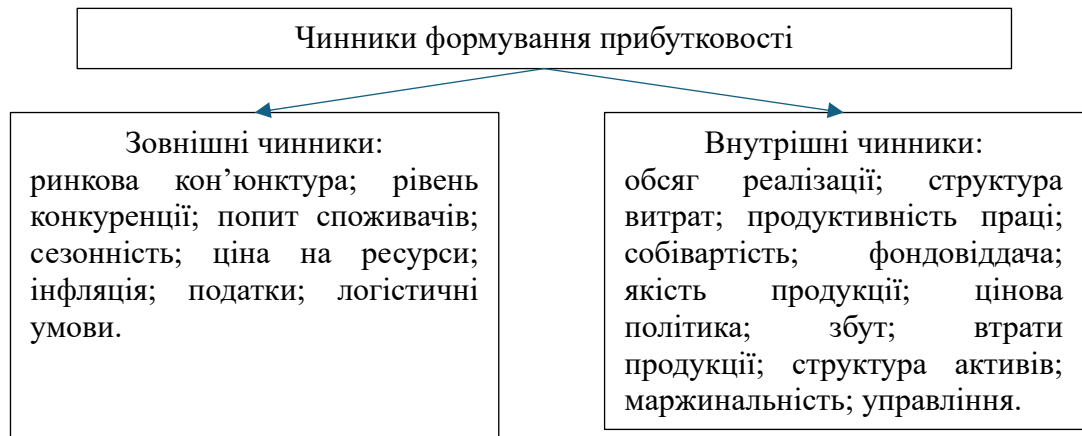 Чинники формування прибутковості
Зовнішні чинники:
ринкова кон’юнктура; рівень
конкуренції; попит споживачів;
сезонність; ціна на ресурси;
інфляція; податки; логістичні
умови.
Внутрішні чинники:
обсяг реалізації; структура
витрат; продуктивність праці;
собівартість; фондовіддача;
якість продукції; цінова
політика; збут; втрати
продукції; структура активів;
маржинальність; управління.